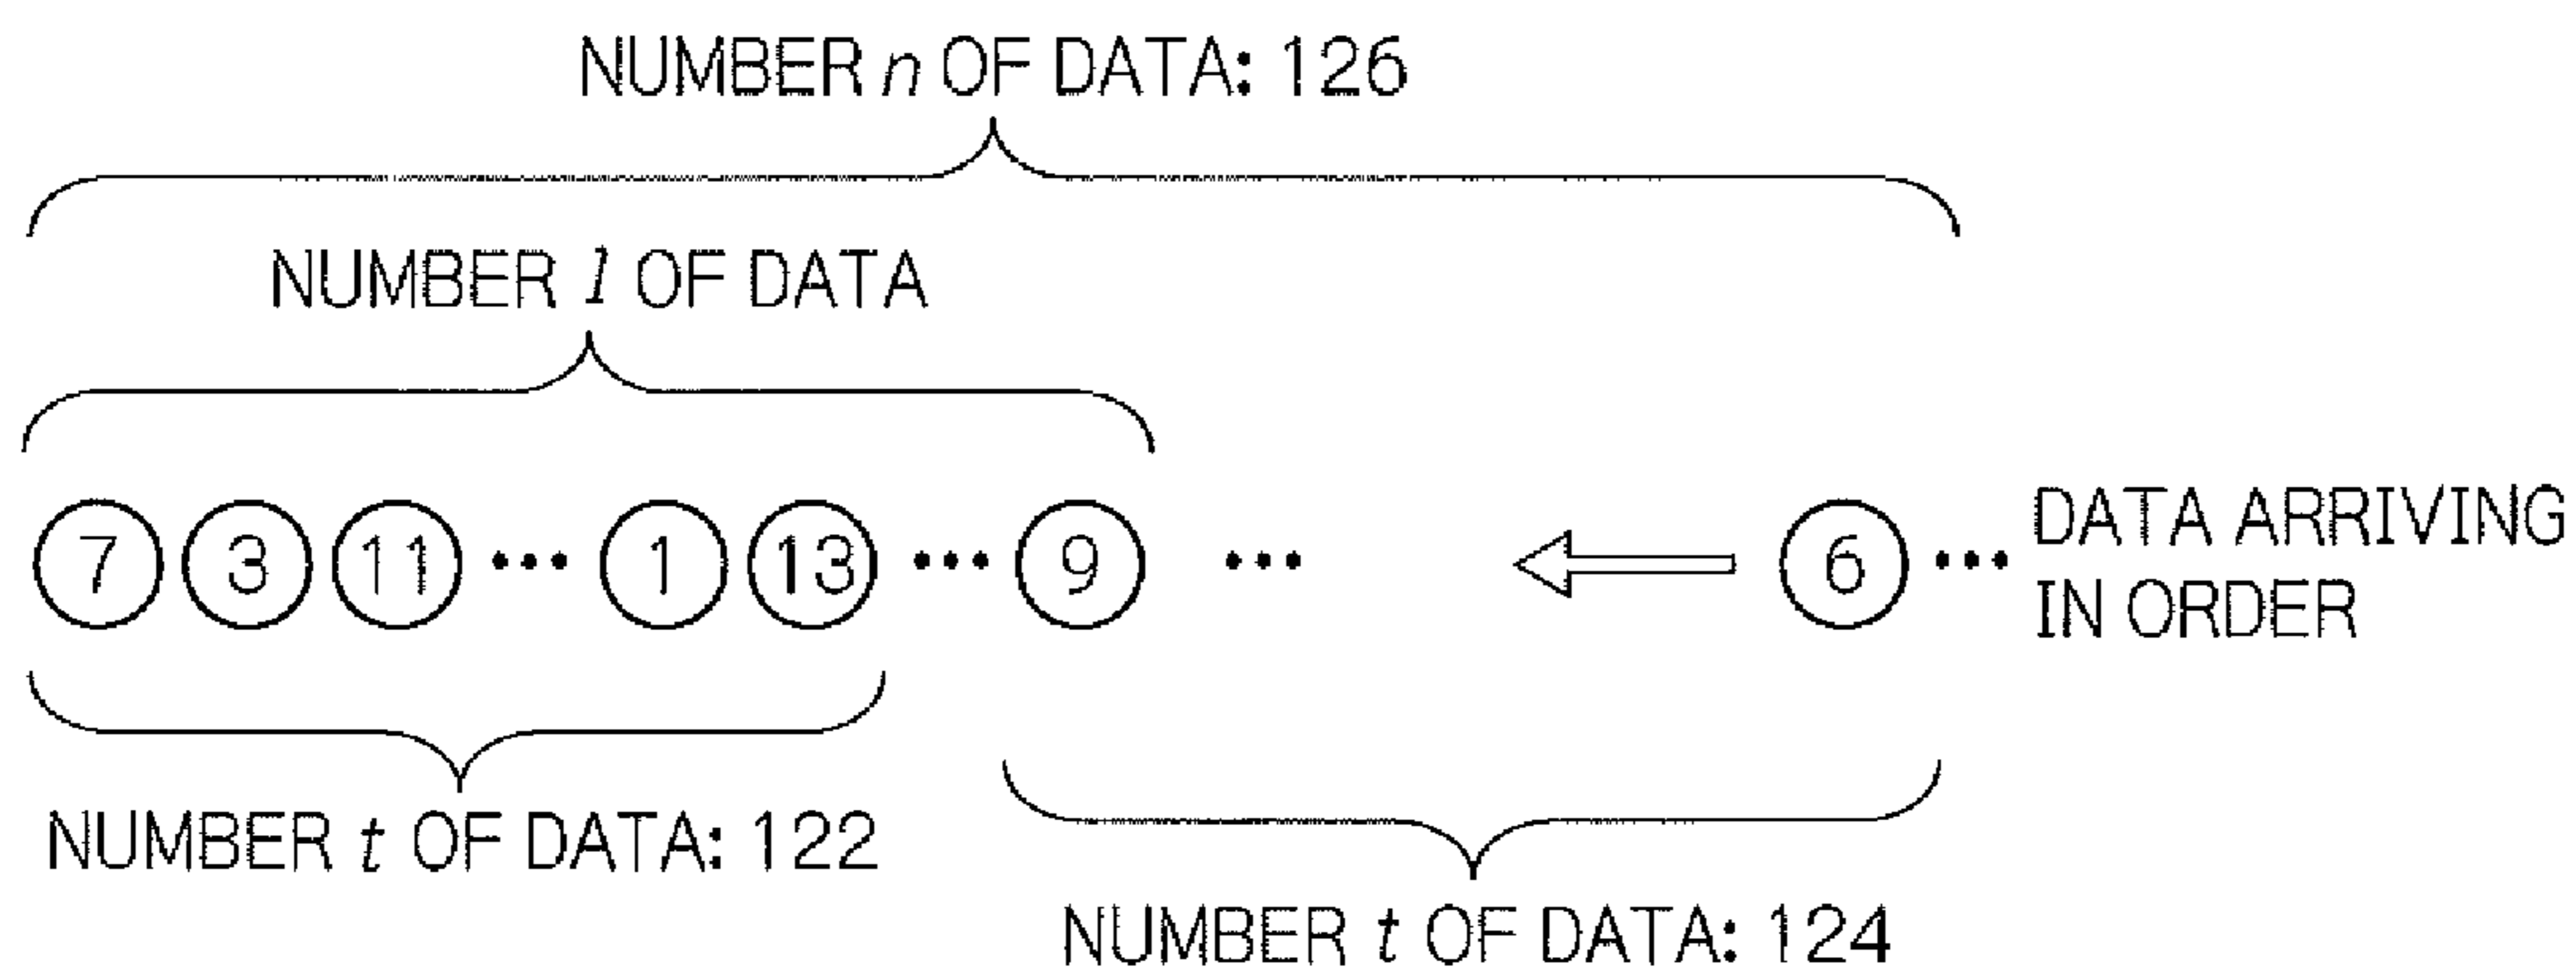 NUMBER n OF DATA: 126
NUMBER l OF DATA
7 3 11 ... 1 13 ... 9 ... 6 ... DATA ARRIVING
IN ORDER
NUMBER t OF DATA: 122
NUMBER t OF DATA: 124